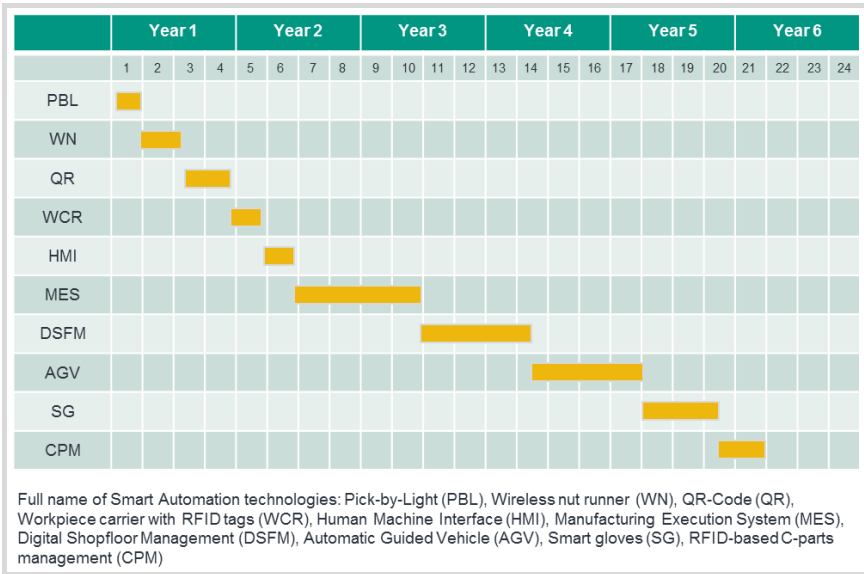 Year 1 Year 2 Year 3 Year 4 Year 5 Year 6
1 2 3 4 5 6 7 8 9 10 11 12 13 14 15 16 17 18 19 20 21 22 23 24
PBL
WN
QR
WCR
HMI
MES
DSFM
AGV
SG
CPM
Full name of Smart Automation technologies: Pick-by-Light (PBL), Wireless nut runner (WN), QR-Code (QR),
Workpiece carrier with RFID tags (WCR), Human Machine Interface (HMI), Manufacturing Execution System (MES),
Digital Shopfloor Management (DSFM), Automatic Guided Vehicle (AGV), Smart gloves (SG), RFID-based C-parts
management (CPM)